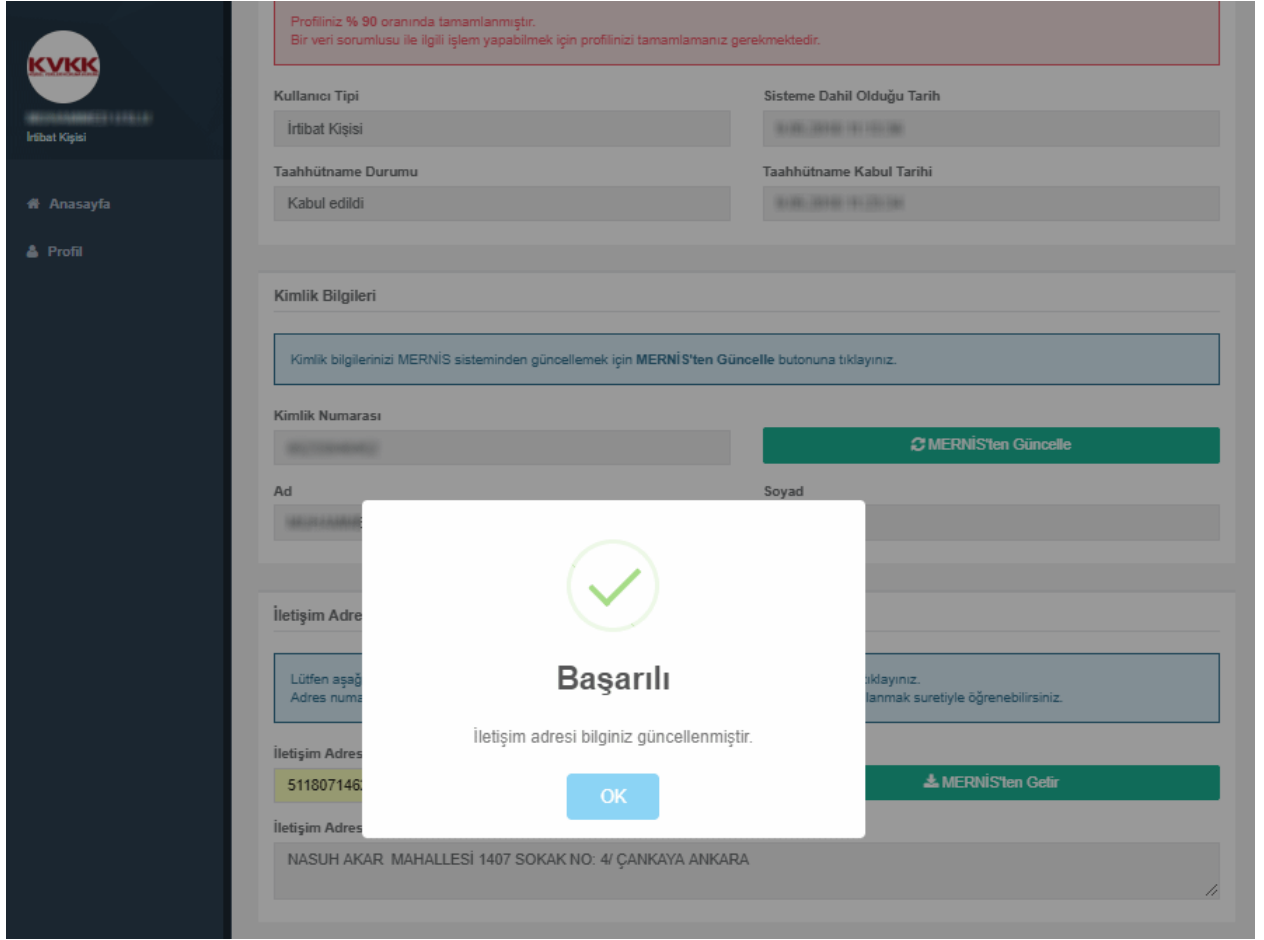 Profiliniz % 90 oranında tamamlanmıştır.
Bir veri sorumlusu ile ilgili işlem yapabilmek için profilinizi tamamlamanız gerekmektedir.
KVKK
İrtibat Kişisi
Anasayfa
Profil
Kullanıcı Tipi
Sisteme Dahil Olduğu Tarih
İrtibat Kişisi
Taahhütname Durumu
Taahhütname Kabul Tarihi
Kabul edildi
Kimlik Bilgileri
Kimlik bilgilerinizi MERNİS sisteminden güncellemek için MERNİS'ten Güncelle butonuna tıklayınız.
Kimlik Numarası
MERNİS'ten Güncelle
Ad
Soyad
İletişim Adre
Lütfen aşağ
ıklayınız.
Adres numa
lanmak suretiyle öğrenebilirsiniz.
Başarılı
İletişim adresi bilginiz güncellenmiştir.
OK
İletişim Adres
511807146
MERNİS'ten Getir
İletişim Adres
NASUH AKAR MAHALLESİ 1407 SOKAK NO: 4/ ÇANKAYA ANKARA